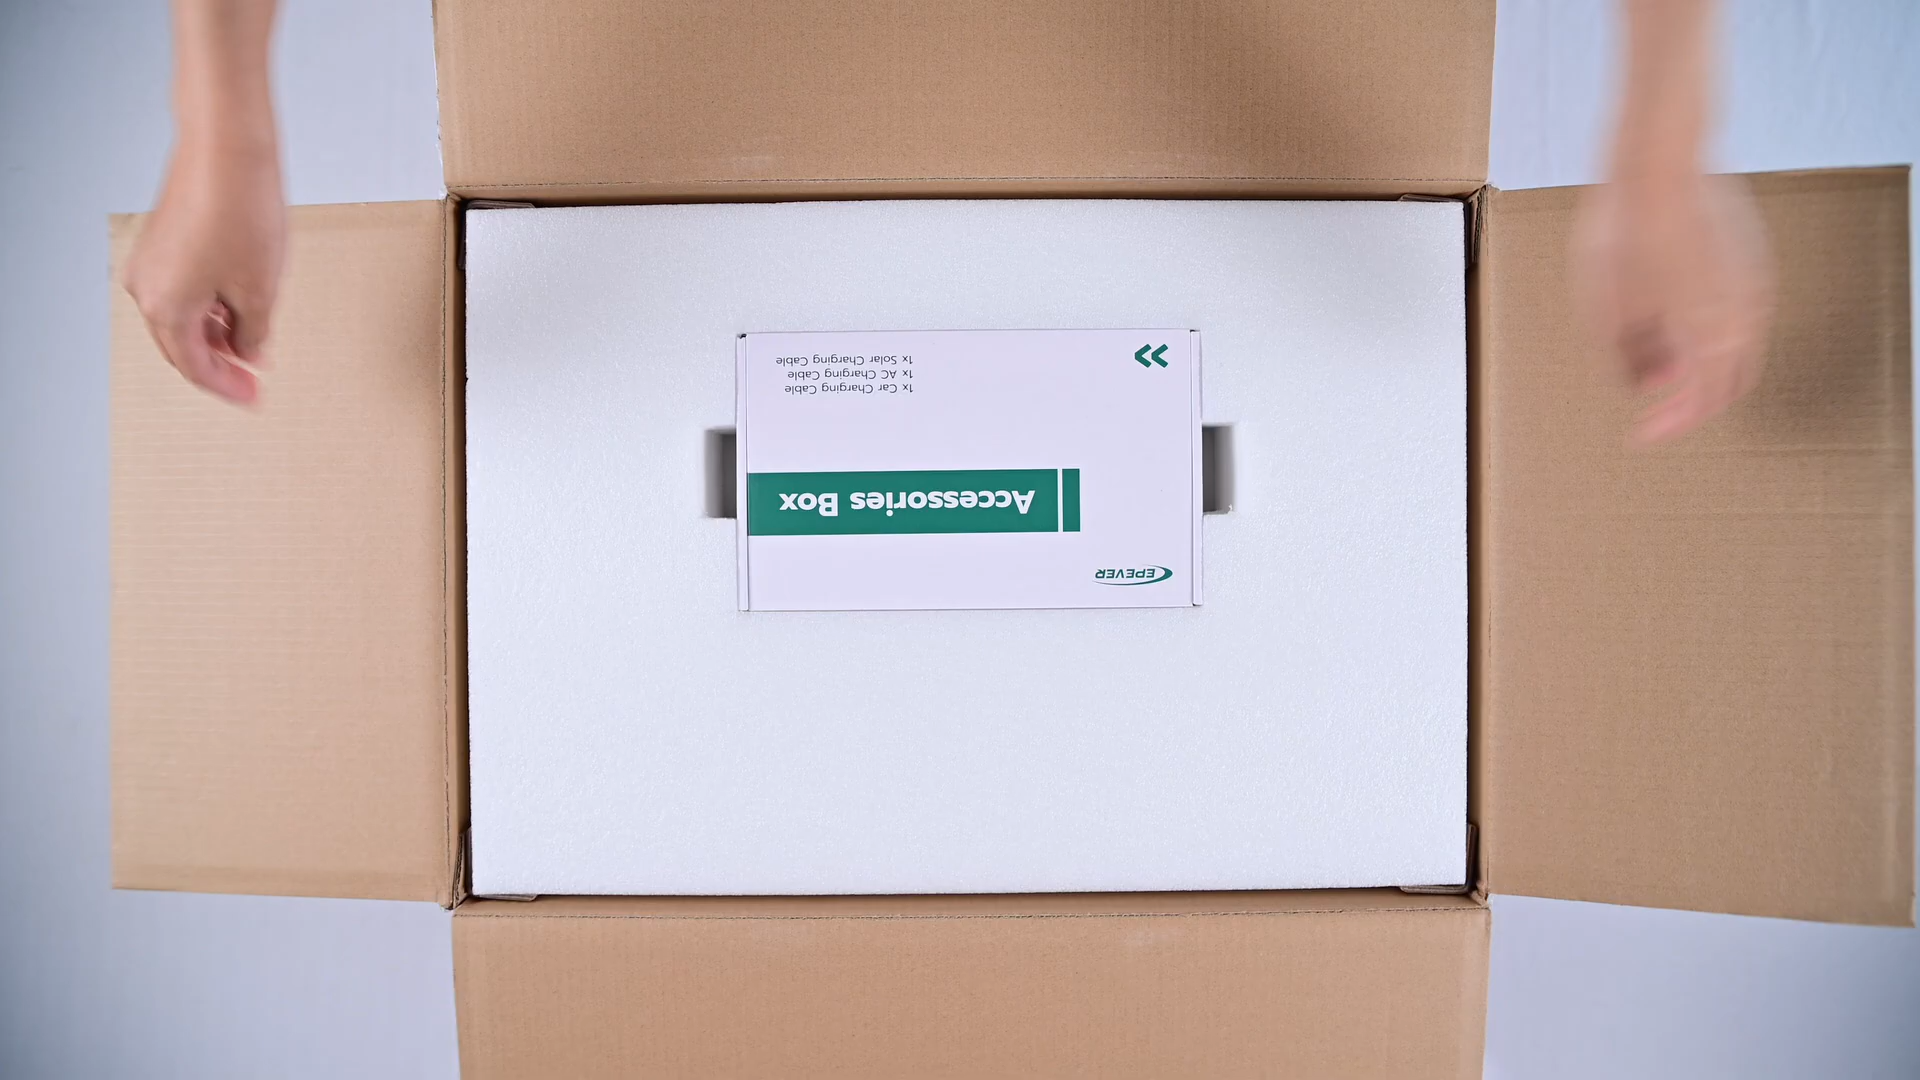 EPEVER
Accessories Box
1x Car Charging Cable
1x AC Charging Cable
1x Solar Charging Cable